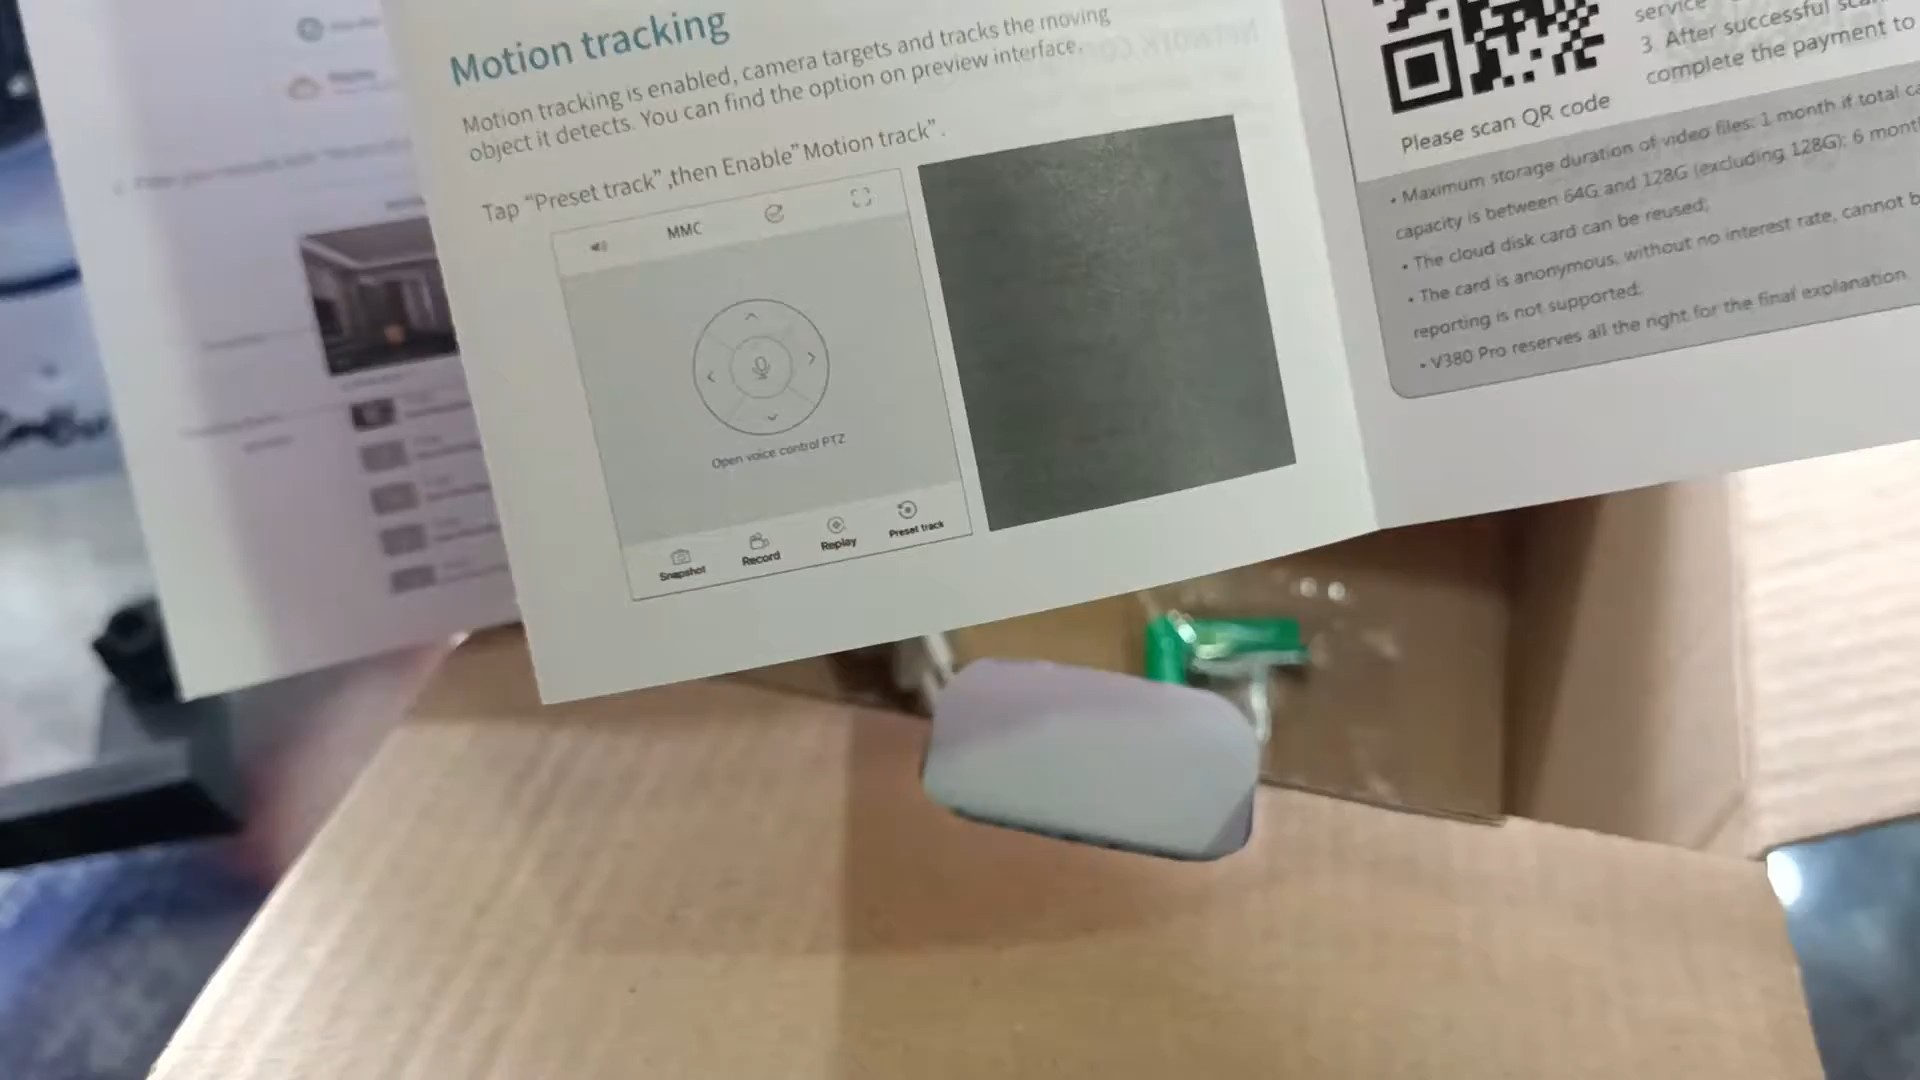 Motion tracking
Motion tracking is enabled, camera targets and tracks the moving
object it detects. You can find the option on preview interface.
Tap “Preset track” ,then Enable” Motion track” .
MMC
Open voice control PTZ
Snapshot
Record
Replay
Preset track
service
3. After successful
complete the payment to
Please scan QR code
• Maximum storage duration of video files: 1 month if total
capacity is between 64G and 128G (excluding 128G); 6
• The cloud disk card can be reused;
• The card is anonymous, without no interest rate, cannot
reporting is not supported;
• V380 Pro reserves all the right for the final explanation.